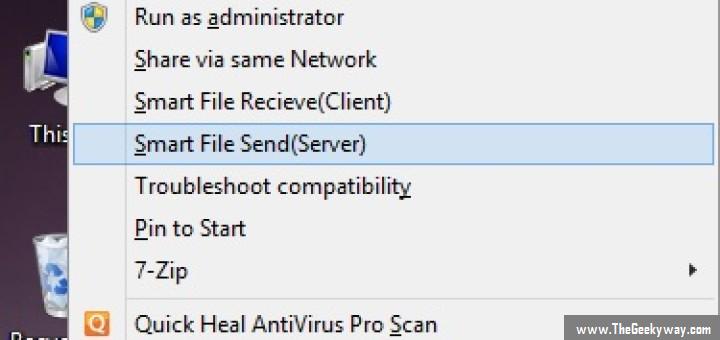 Run as administrator
Share via same Network
Smart File Recieve(Client)
This
Smart File Send(Server)
Troubleshoot compatibility
Pin to Start
7-Zip
Quick Heal AntiVirus Pro Scan
www.TheGeekyway.com